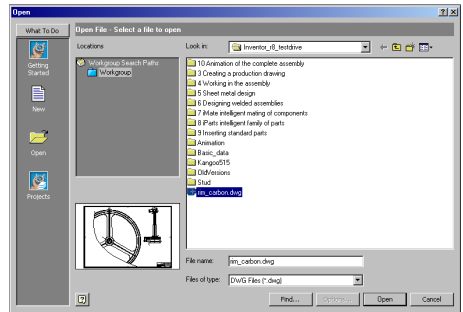 Open
What To Do
Getting
Started
New
Open
Projects
Open File - Select a file to open
Locations
Workgroup Search Paths
Workgroup
Look in:
Inventor_r8_testdrive
10 Animation of the complete assembly
3 Creating a production drawing
4 Working in the assembly
5 Sheet metal design
6 Designing welded assemblies
7 iMate intelligent mating of components
8 iParts intelligent family of parts
9 Inserting standard parts
Animation
Basic_data
Kangoo515
OldVersions
Stud
rim_carbon.dwg
File name:
rim_carbon.dwg
Files of type:
DWG Files (*.dwg)
Find...
Options...
Open
Cancel